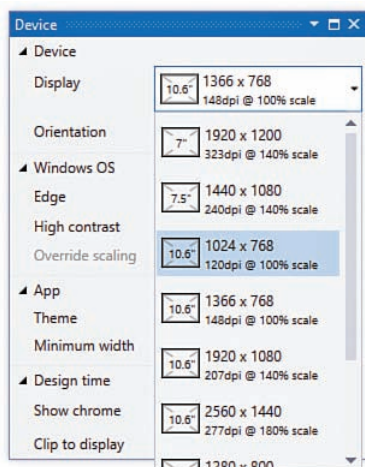 Device
Device
Display
10.6" 1366 x 768
148dpi @ 100% scale
Orientation
7" 1920 x 1200
323dpi @ 140% scale
Windows OS
Edge
7.5" 1440 x 1080
240dpi @ 140% scale
High contrast
Override scaling
10.6" 1024 x 768
120dpi @ 100% scale
App
Theme
10.6" 1366 x 768
148dpi @ 100% scale
Minimum width
10.6" 1920 x 1080
207dpi @ 140% scale
Design time
Show chrome
10.6" 2560 x 1440
277dpi @ 180% scale
Clip to display
1280 x 800